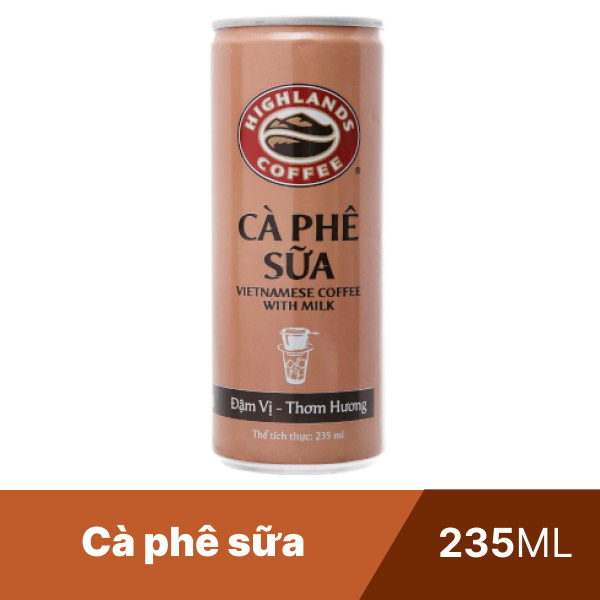 HIGHLANDS
COFFEE
®
CÀ PHÊ
SỮA
VIETNAMESE COFFEE
WITH MILK
Đậm Vị - Thơm Hương
Thể tích thực: 235 ml
Cà phê sữa
235ML